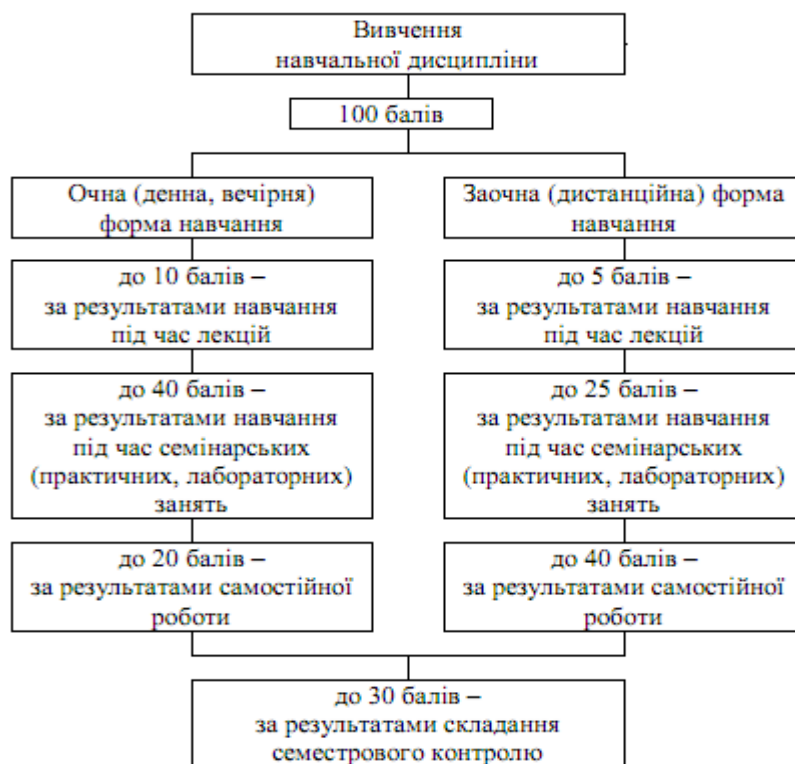 Вивчення
навчальної дисципліни
100 балів
Очна (денна, вечірня)
форма навчання
Заочна (дистанційна) форма
навчання
до 10 балів –
за результатами навчання
під час лекцій
до 5 балів –
за результатами навчання
під час лекцій
до 40 балів –
за результатами навчання
під час семінарських
(практичних, лабораторних)
занять
до 25 балів –
за результатами навчання
під час семінарських
(практичних, лабораторних)
занять
до 20 балів –
за результатами самостійної
роботи
до 40 балів –
за результатами самостійної
роботи
до 30 балів –
за результатами складання
семестрового контролю